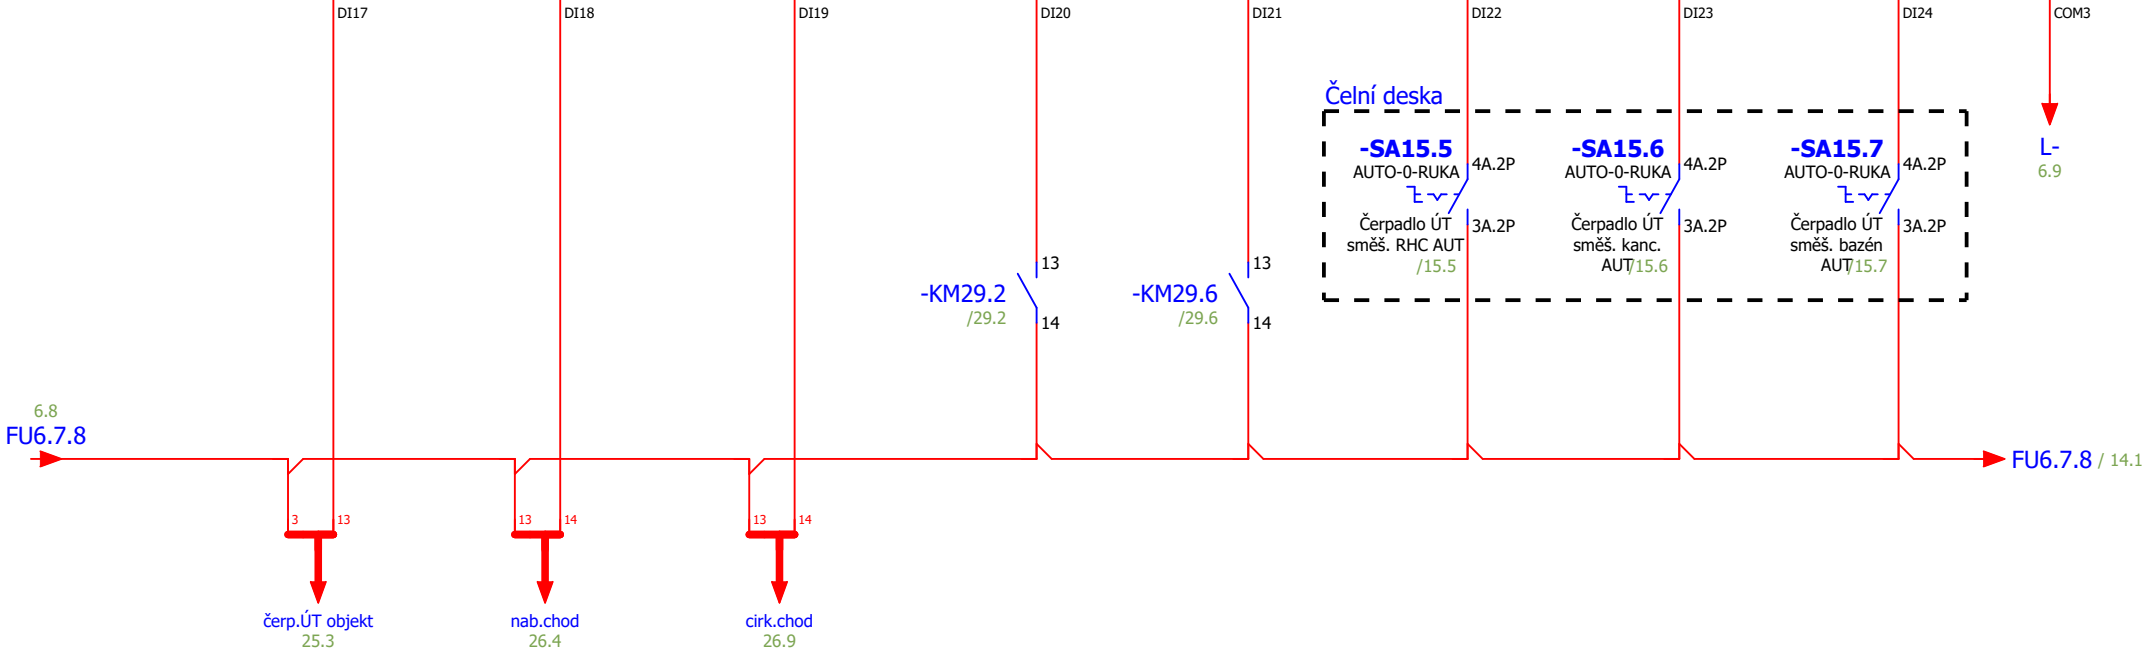 DI17
DI18
DI19
DI20
DI21
DI22
DI23
DI24
COM3
Čelní deska
-SA15.5
AUTO-0-RUKA
4A.2P
3A.2P
Čerpadlo ÚT
směš. RHC AUT
/15.5
-SA15.6
AUTO-0-RUKA
4A.2P
3A.2P
Čerpadlo ÚT
směš. kanc.
AUT
/15.6
-SA15.7
AUTO-0-RUKA
4A.2P
3A.2P
Čerpadlo ÚT
směš. bazén
AUT
/15.7
L-
6.9
13
-KM29.2
/29.2
14
13
-KM29.6
/29.6
14
6.8
FU6.7.8
FU6.7.8 / 14.1
3
13
13
14
13
14
čerp.ÚT objekt
25.3
nab.chod
26.4
cirk.chod
26.9